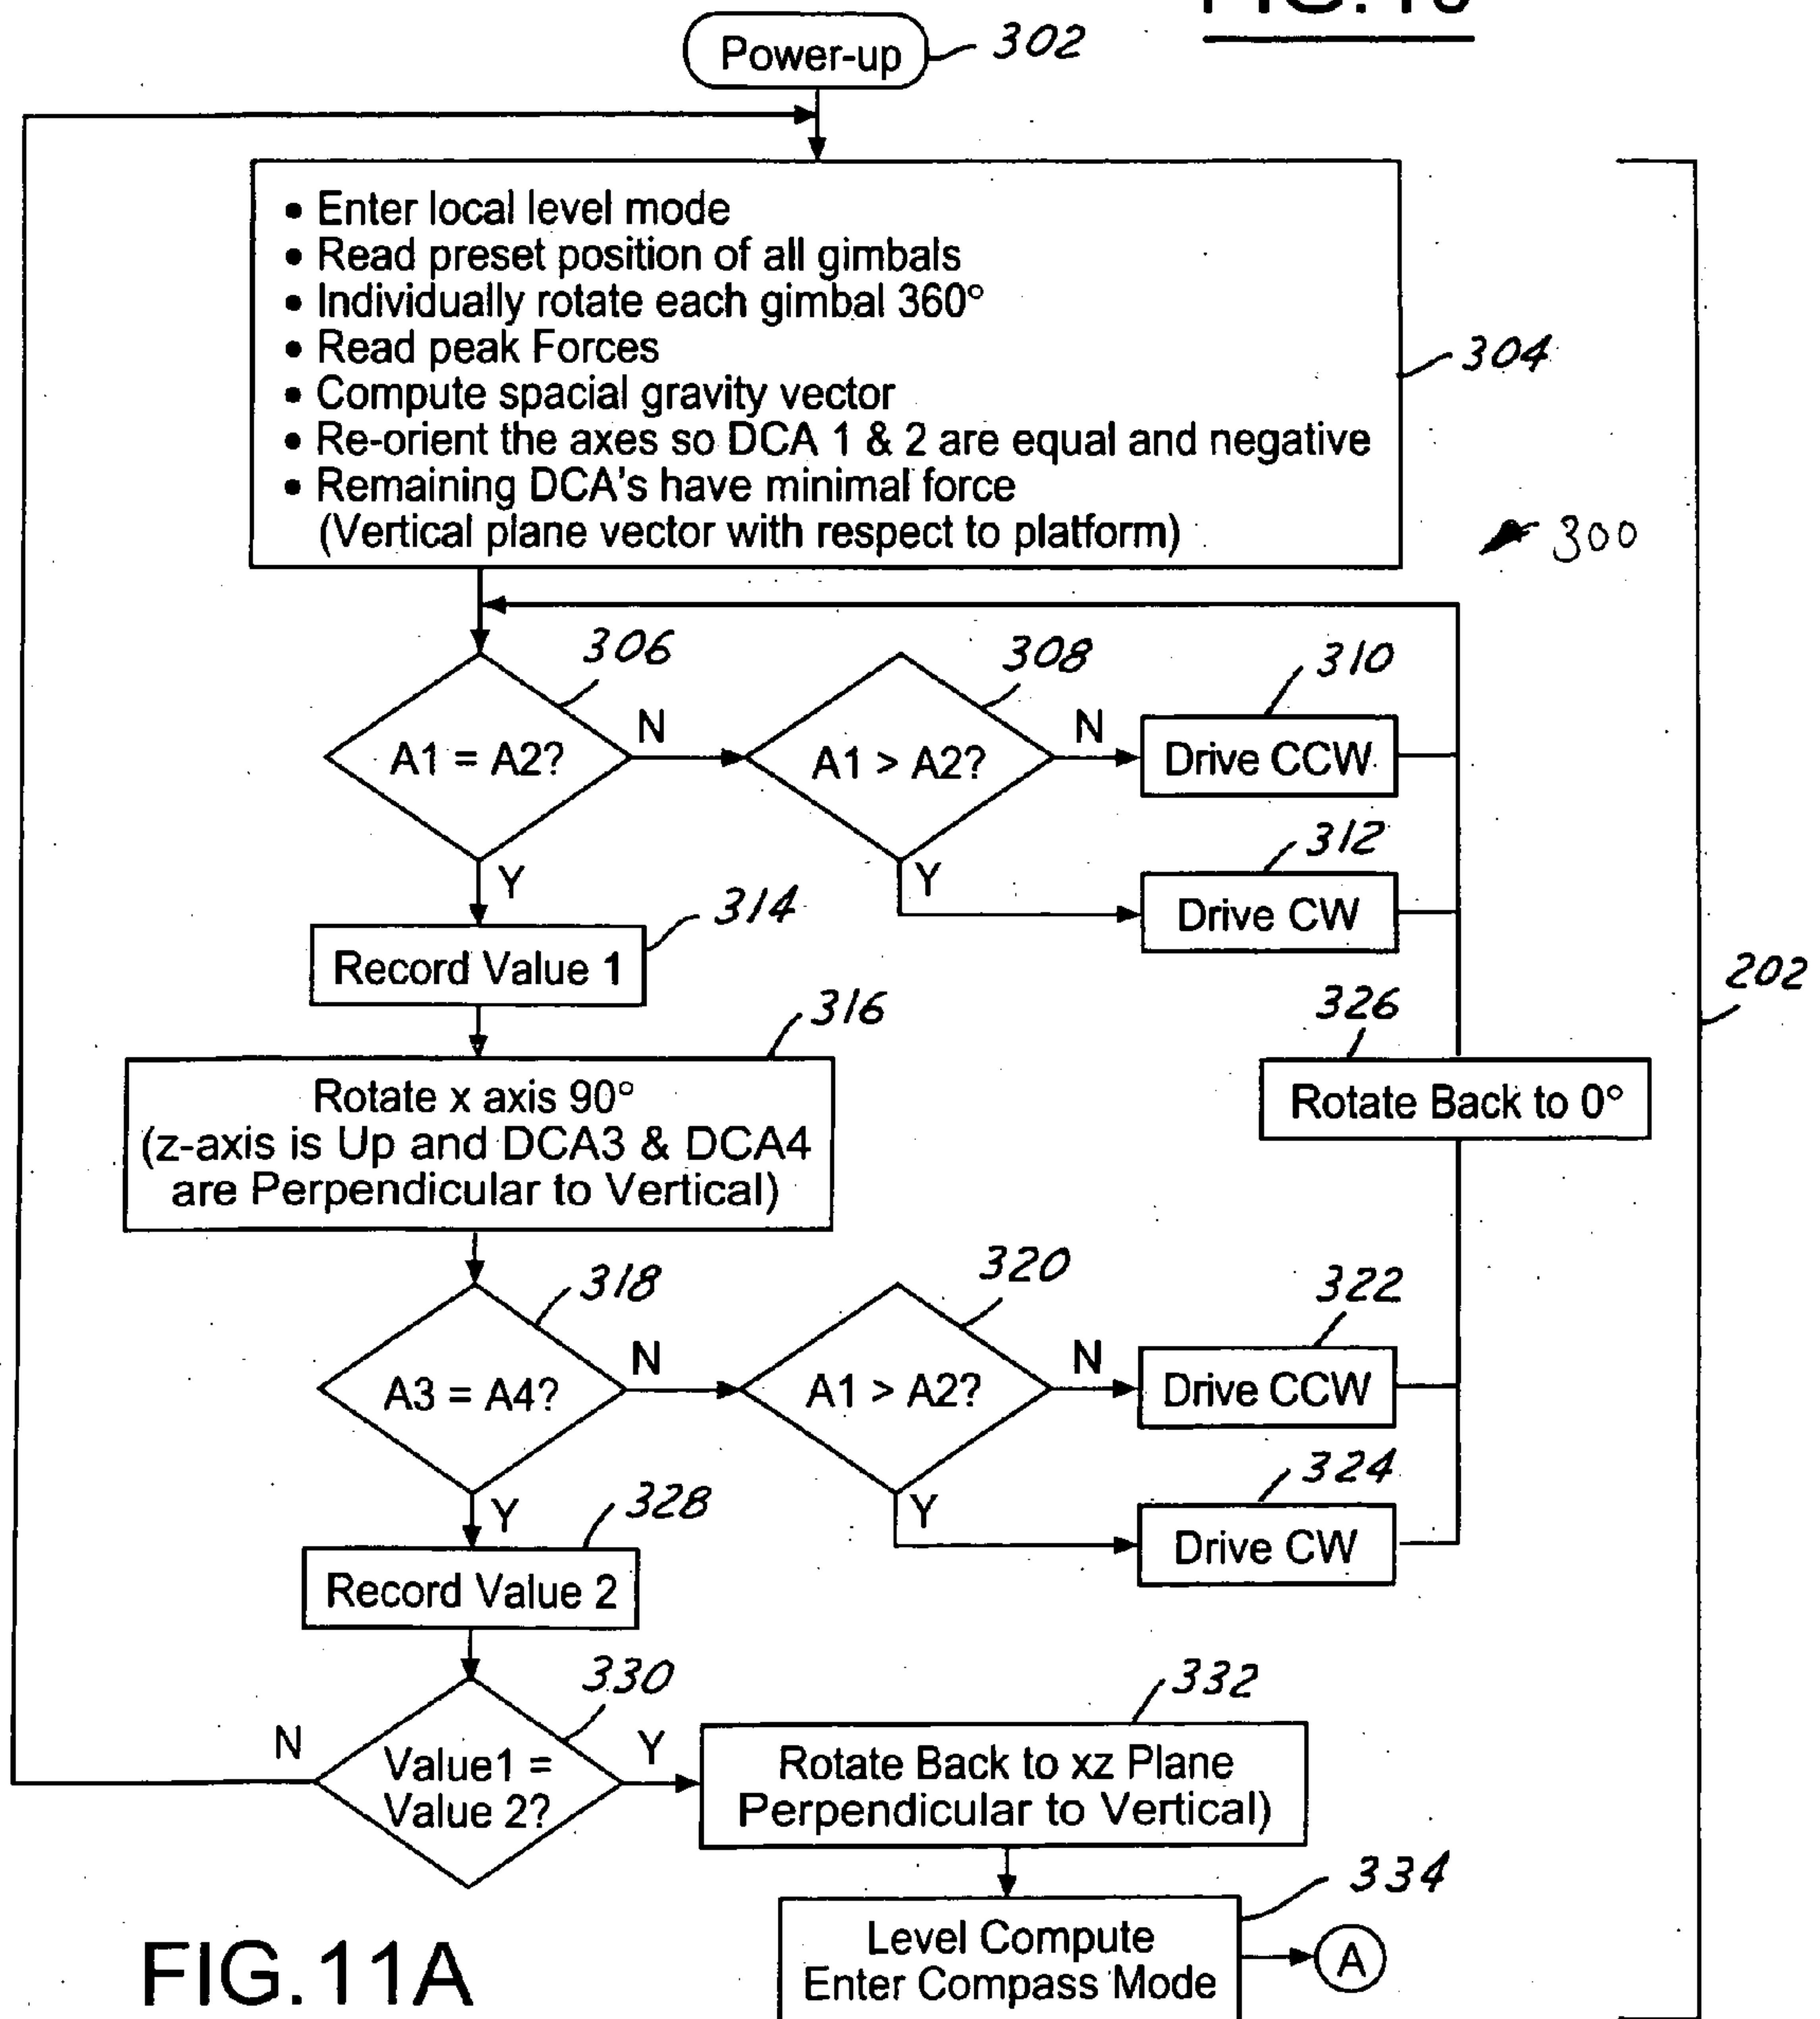 Power-up
302
304
• Enter local level mode
• Read preset position of all gimbals
• Individually rotate each gimbal 360°
• Read peak Forces
• Compute spacial gravity vector
• Re-orient the axes so DCA 1 & 2 are equal and negative
• Remaining DCA's have minimal force
(Vertical plane vector with respect to platform)
300
306
308
310
A1 = A2?
N
A1 > A2?
N
Drive CCW
312
Y
Y
Drive CW
314
Record Value 1
202
316
326
Rotate x axis 90°
(z-axis is Up and DCA3 & DCA4
are Perpendicular to Vertical)
Rotate Back to 0°
318
320
322
A3 = A4?
N
A1 > A2?
N
Drive CCW
324
Y
Y
Drive CW
328
Record Value 2
330
332
N
Value1 =
Value 2?
Y
Rotate Back to xz Plane
Perpendicular to Vertical)
334
Level Compute
Enter Compass Mode
A
FIG.11A